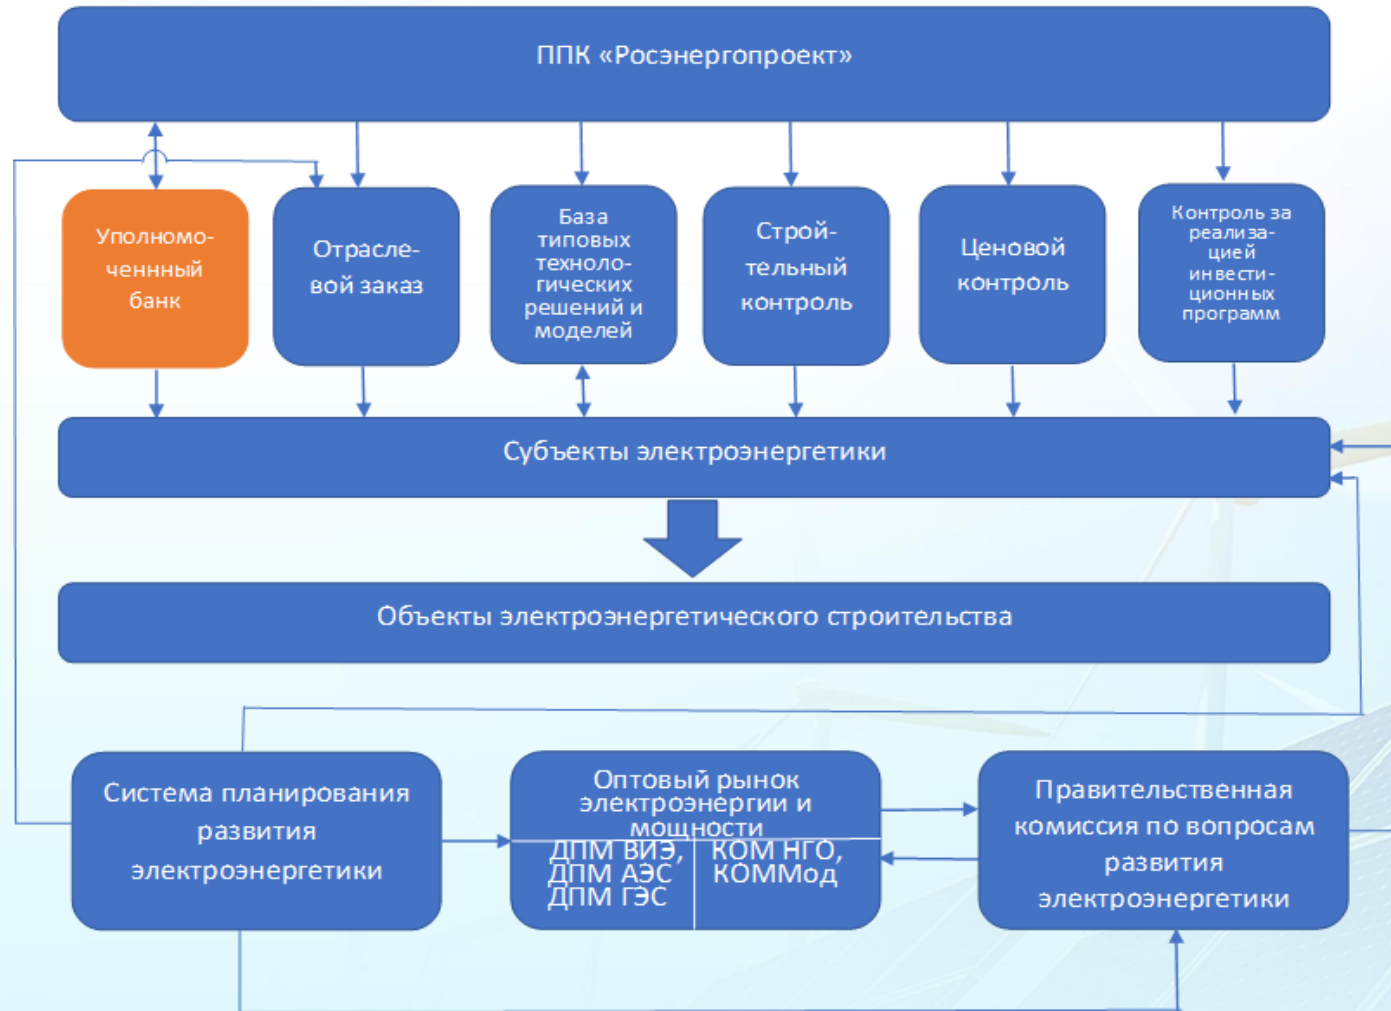 ППК «Росэнергопроект»
Уполномо-
ченнный
банк
Отрасле-
вой заказ
База
типовых
техноло-
гических
решений и
моделей
Строй-
тельный
контроль
Ценовой
контроль
Контроль за
реализа-
цией
инвести-
ционных
программ
Субъекты электроэнергетики
Объекты электроэнергетического строительства
Система планирования
развития
электроэнергетики
Оптовый рынок
электроэнергии и
мощности
ДПМ ВИЭ,
ДПМ АЭС
ДПМ ГЭС
КОМ НГО,
КОММод
Правительственная
комиссия по вопросам
развития
электроэнергетики